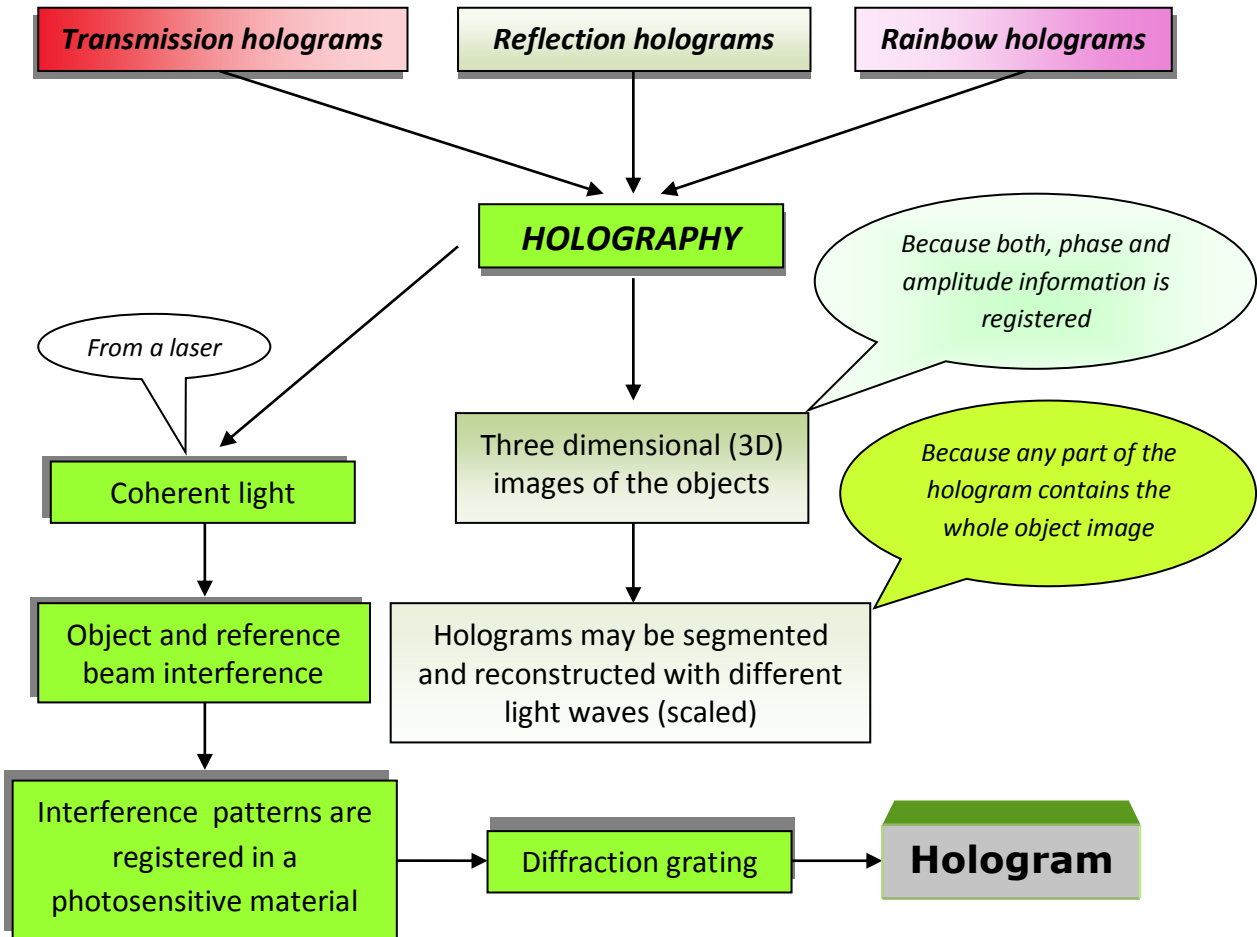 Transmission holograms
Reflection holograms
Rainbow holograms
HOLOGRAPHY
Because both, phase and
amplitude information is
registered
From a laser
Three dimensional (3D)
images of the objects
Because any part of the
hologram contains the
whole object image
Coherent light
Object and reference
beam interference
Holograms may be segmented
and reconstructed with different
light waves (scaled)
Interference patterns are
registered in a
photosensitive material
Diffraction grating
Hologram